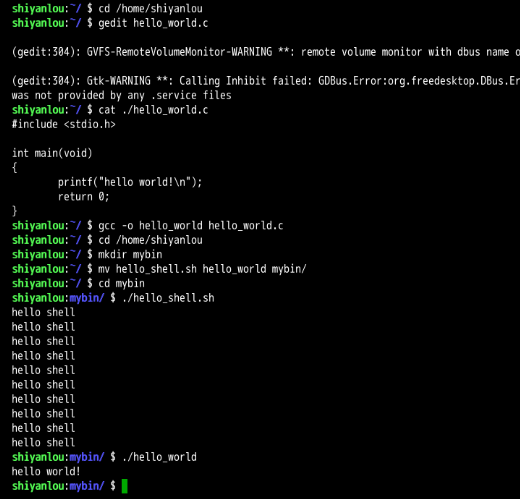 shiyanlou:~/ $ cd /home/shiyanlou
shiyanlou:~/ $ gedit hello_world.c
(gedit:304): GVFS-RemoteVolumeMonitor-WARNING **: remote volume monitor with dbus name o
(gedit:304): Gtk-WARNING **: Calling Inhibit failed: GDBus.Error:org.freedesktop.DBus.Er
was not provided by any .service files
shiyanlou:~/ $ cat ./hello_world.c
#include <stdio.h>
int main(void)
{
        printf("hello world!\n");
        return 0;
}
shiyanlou:~/ $ gcc -o hello_world hello_world.c
shiyanlou:~/ $ cd /home/shiyanlou
shiyanlou:~/ $ mkdir mybin
shiyanlou:~/ $ mv hello_shell.sh hello_world mybin/
shiyanlou:~/ $ cd mybin
shiyanlou:mybin/ $ ./hello_shell.sh
hello shell
hello shell
hello shell
hello shell
hello shell
hello shell
hello shell
hello shell
hello shell
hello shell
shiyanlou:mybin/ $ ./hello_world
hello world!
shiyanlou:mybin/ $